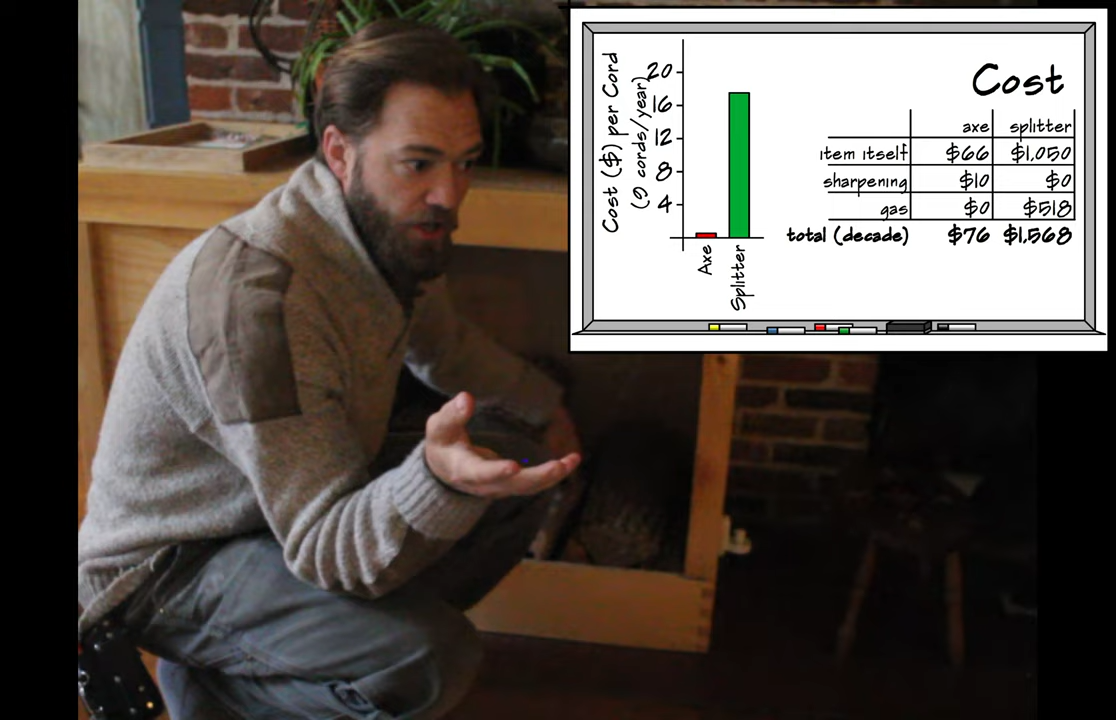 Cost
Cost ($) per Cord
(9 cords/year)
20
16
12
8
4
Axe
Splitter
axe splitter
item itself $66 $1,050
sharpening $10 $0
gas $0 $518
total (decade) $76 $1,568